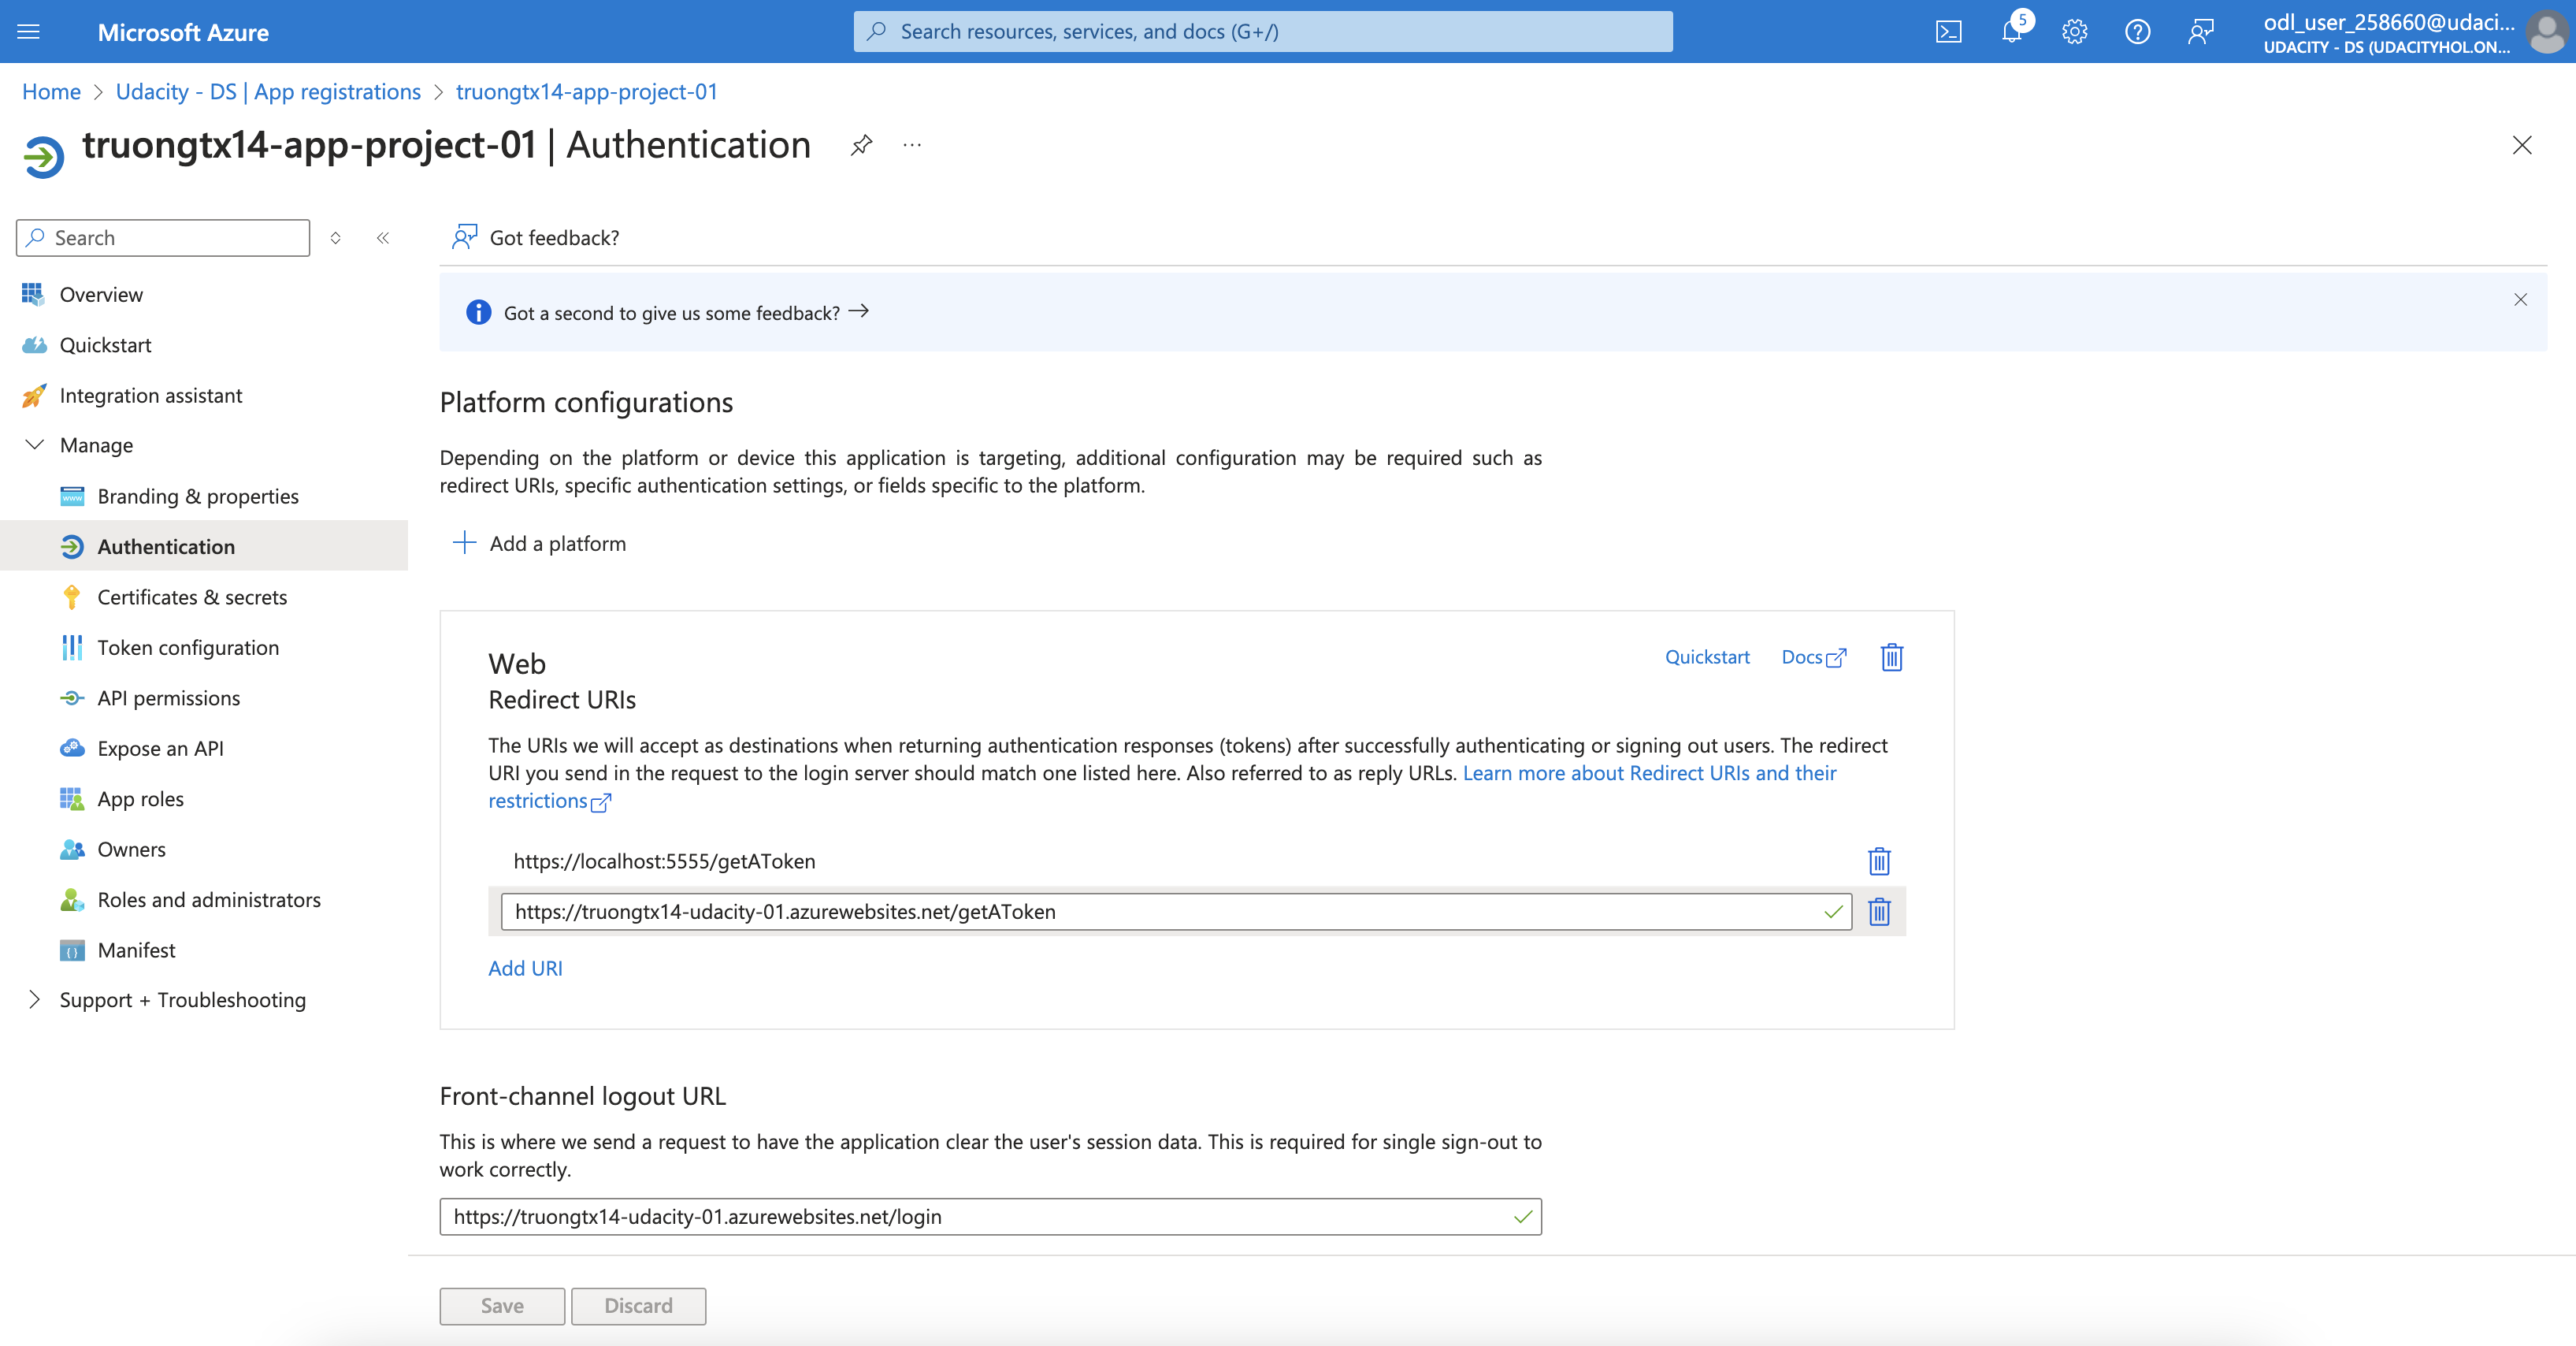 Microsoft Azure
Search resources, services, and docs (G+/)
5
odl_user_258660@udaci...
UDACITY - DS (UDACITYHOL.ON...
Home > Udacity - DS | App registrations > truongtx14-app-project-01
truongtx14-app-project-01 | Authentication
Search
Overview
Quickstart
Integration assistant
Manage
Branding & properties
Authentication
Certificates & secrets
Token configuration
API permissions
Expose an API
App roles
Owners
Roles and administrators
Manifest
Support + Troubleshooting
Got feedback?
Got a second to give us some feedback?
Platform configurations
Depending on the platform or device this application is targeting, additional configuration may be required such as
redirect URIs, specific authentication settings, or fields specific to the platform.
Add a platform
Web
Quickstart
Docs
Redirect URIs
The URIs we will accept as destinations when returning authentication responses (tokens) after successfully authenticating or signing out users. The redirect
URI you send in the request to the login server should match one listed here. Also referred to as reply URLs. Learn more about Redirect URIs and their
restrictions
https://localhost:5555/getAToken
https://truongtx14-udacity-01.azurewebsites.net/getAToken
Add URI
Front-channel logout URL
This is where we send a request to have the application clear the user's session data. This is required for single sign-out to
work correctly.
https://truongtx14-udacity-01.azurewebsites.net/login
Save
Discard